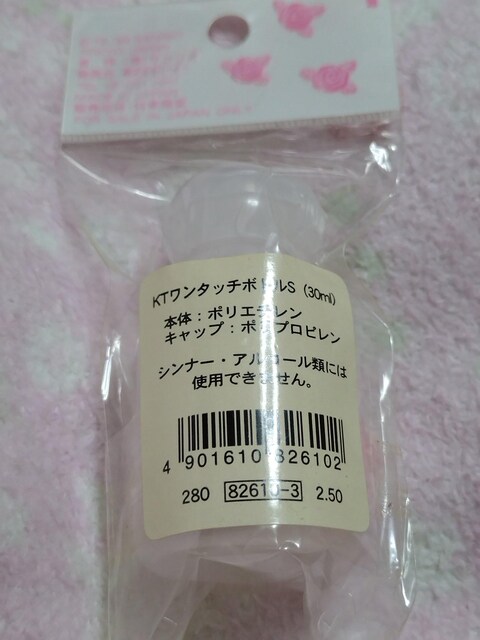 KTワンタッチボトルS (30ml)
本体：ポリエチレン
キャップ：ポリプロピレン
シンナー・アルコール類には
使用できません。
4 901610 826102
280 82610-3 2.50